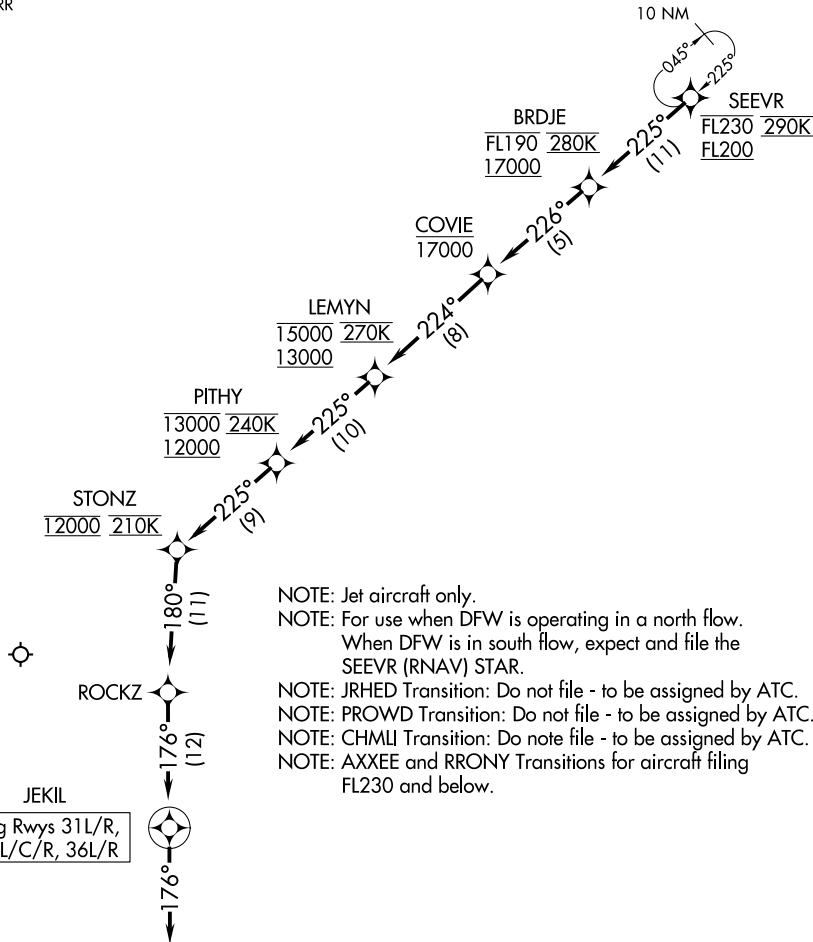 RR
10 NM
045°
225°
SEEVR
FL230 290K
FL200
225°
(11)
BRDJE
FL190 280K
17000
226°
(5)
COVIE
17000
224°
(8)
LEMYN
15000 270K
13000
225°
(10)
PITHY
13000 240K
12000
225°
(9)
STONZ
12000 210K
180°
(11)
NOTE: Jet aircraft only.
NOTE: For use when DFW is operating in a north flow.
When DFW is in south flow, expect and file the
SEEVR (RNAV) STAR.
NOTE: JRHED Transition: Do not file - to be assigned by ATC.
NOTE: PROWD Transition: Do not file - to be assigned by ATC.
NOTE: CHMLI Transition: Do note file - to be assigned by ATC.
NOTE: AXXEE and RRONY Transitions for aircraft filing
FL230 and below.
ROCKZ
176°
(12)
JEKIL
g Rwys 31L/R,
L/C/R, 36L/R
176°